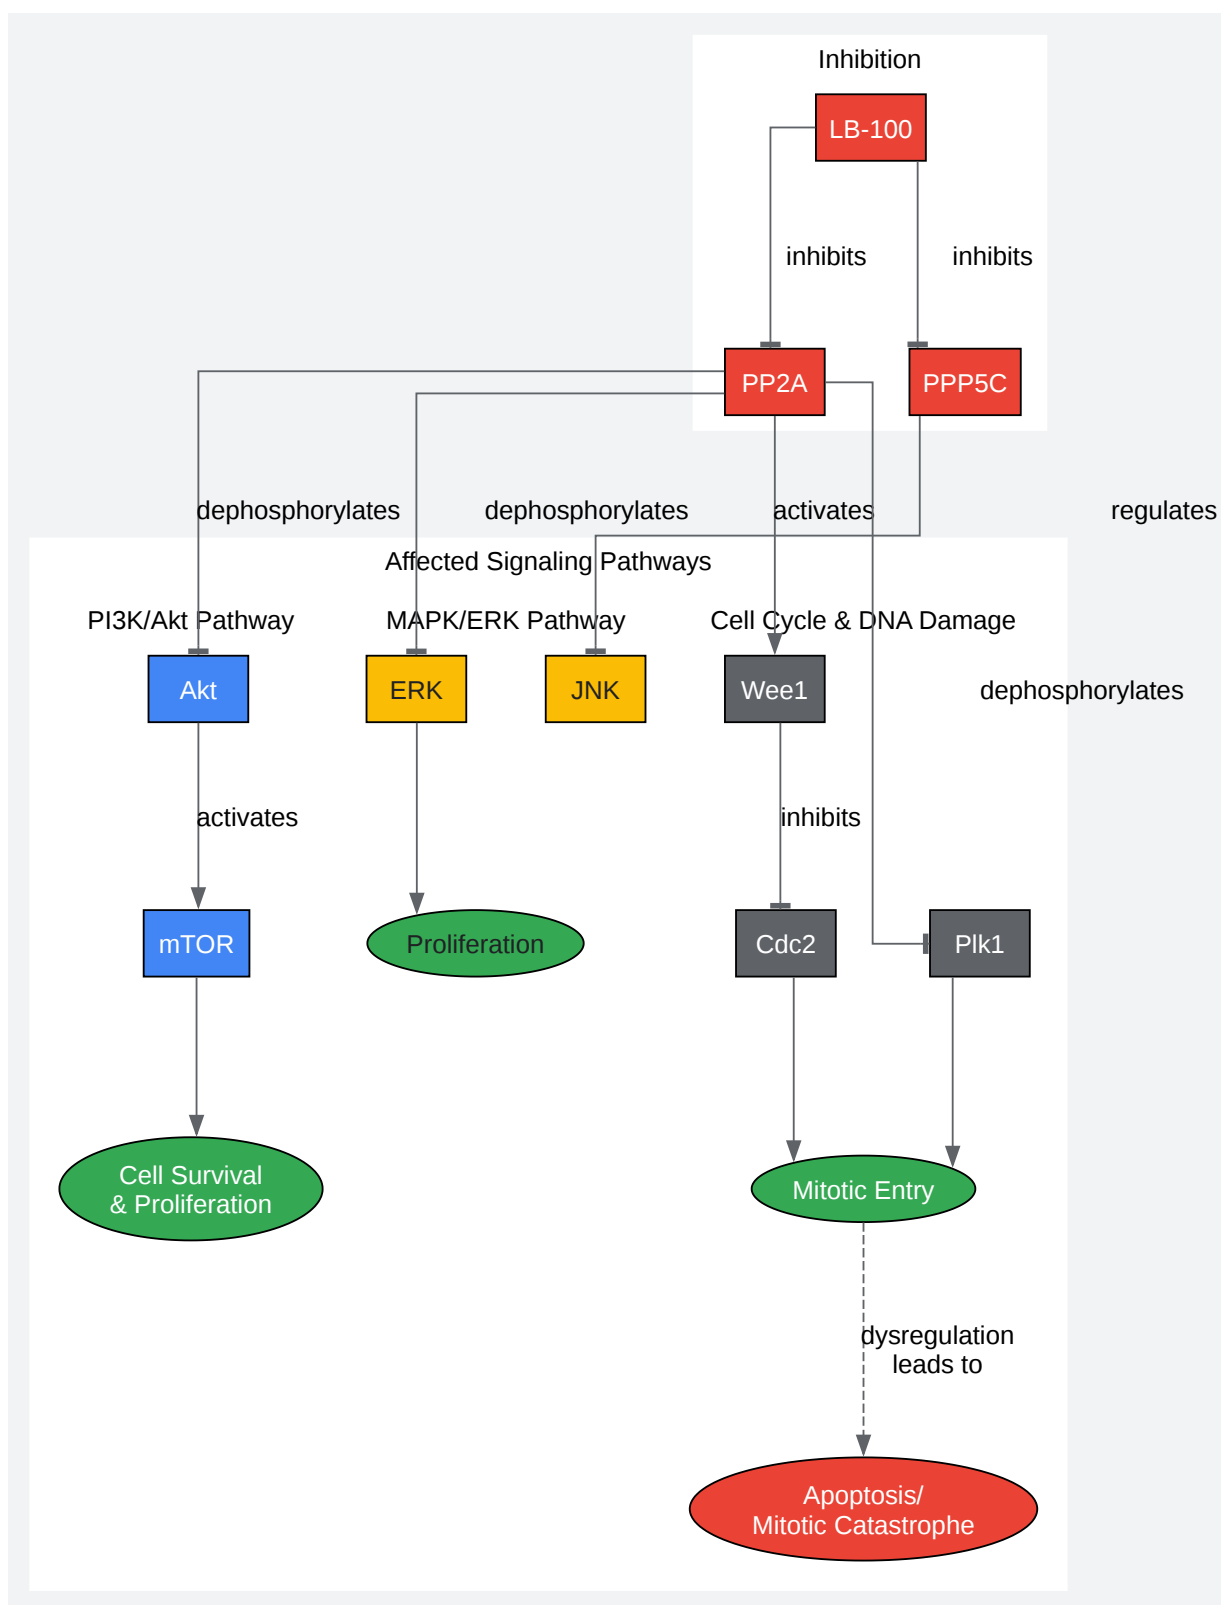 Inhibition
LB-100
inhibits
inhibits
PP2A
PPP5C
dephosphorylates
dephosphorylates
activates
regulates
Affected Signaling Pathways
PI3K/Akt Pathway
MAPK/ERK Pathway
Cell Cycle & DNA Damage
Akt
ERK
JNK
Wee1
dephosphorylates
activates
inhibits
mTOR
Proliferation
Cdc2
Plk1
Cell Survival
& Proliferation
Mitotic Entry
dysregulation
leads to
Apoptosis/
Mitotic Catastrophe